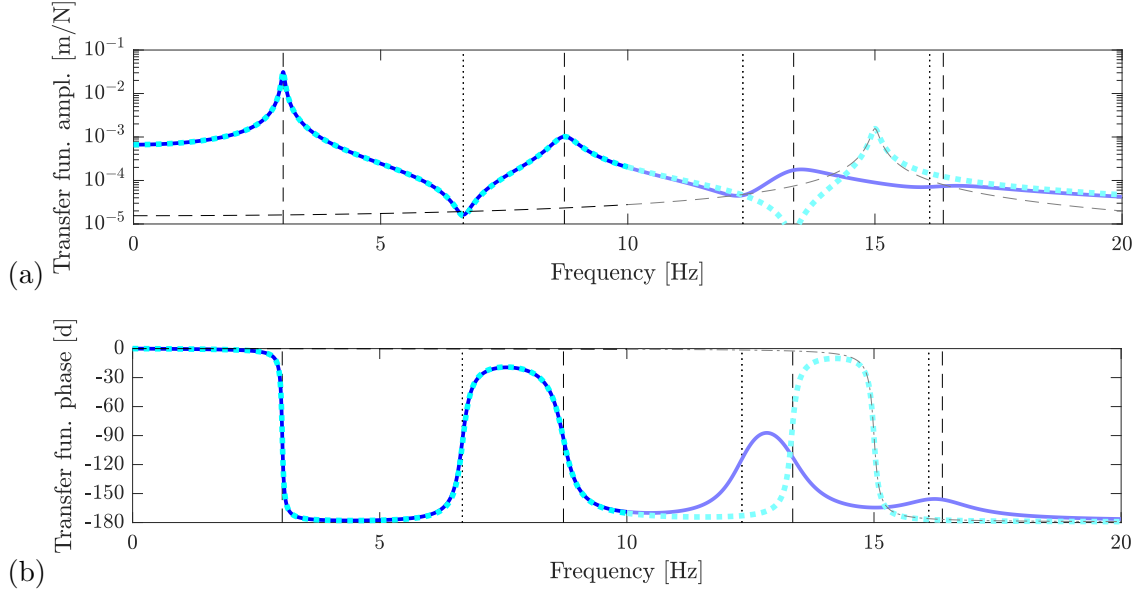 Transfer fun. ampl. [m/N]
10⁻¹
10⁻²
10⁻³
10⁻⁴
10⁻⁵
0 5 10 15 20
Frequency [Hz]
(a)
Transfer fun. phase [d]
0
-30
-60
-90
-120
-150
-180
0 5 10 15 20
Frequency [Hz]
(b)